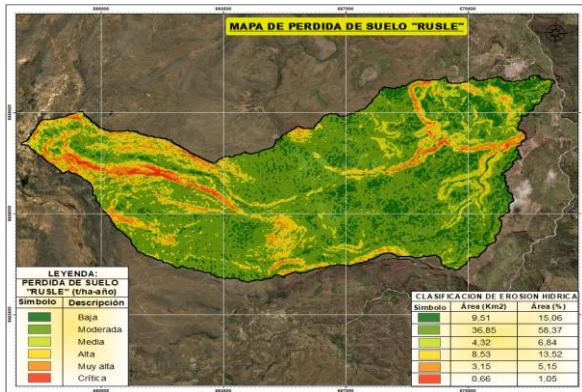 MAPA DE PERDIDA DE SUELO "RUSLE"
LEYENDA:
PERDIDA DE SUELO
"RUSLE" (t/ha-año)
Simbolo Descripción
Baja
Moderada
Media
Alta
Muy alta
Crítica
CLASIFICACION DE EROSION HIDRICA
Simbolo Área (Km2) Área (%)
9,51 15,06
36,85 58,37
4,32 6,84
8,53 13,52
3,15 5,15
0,66 1,05